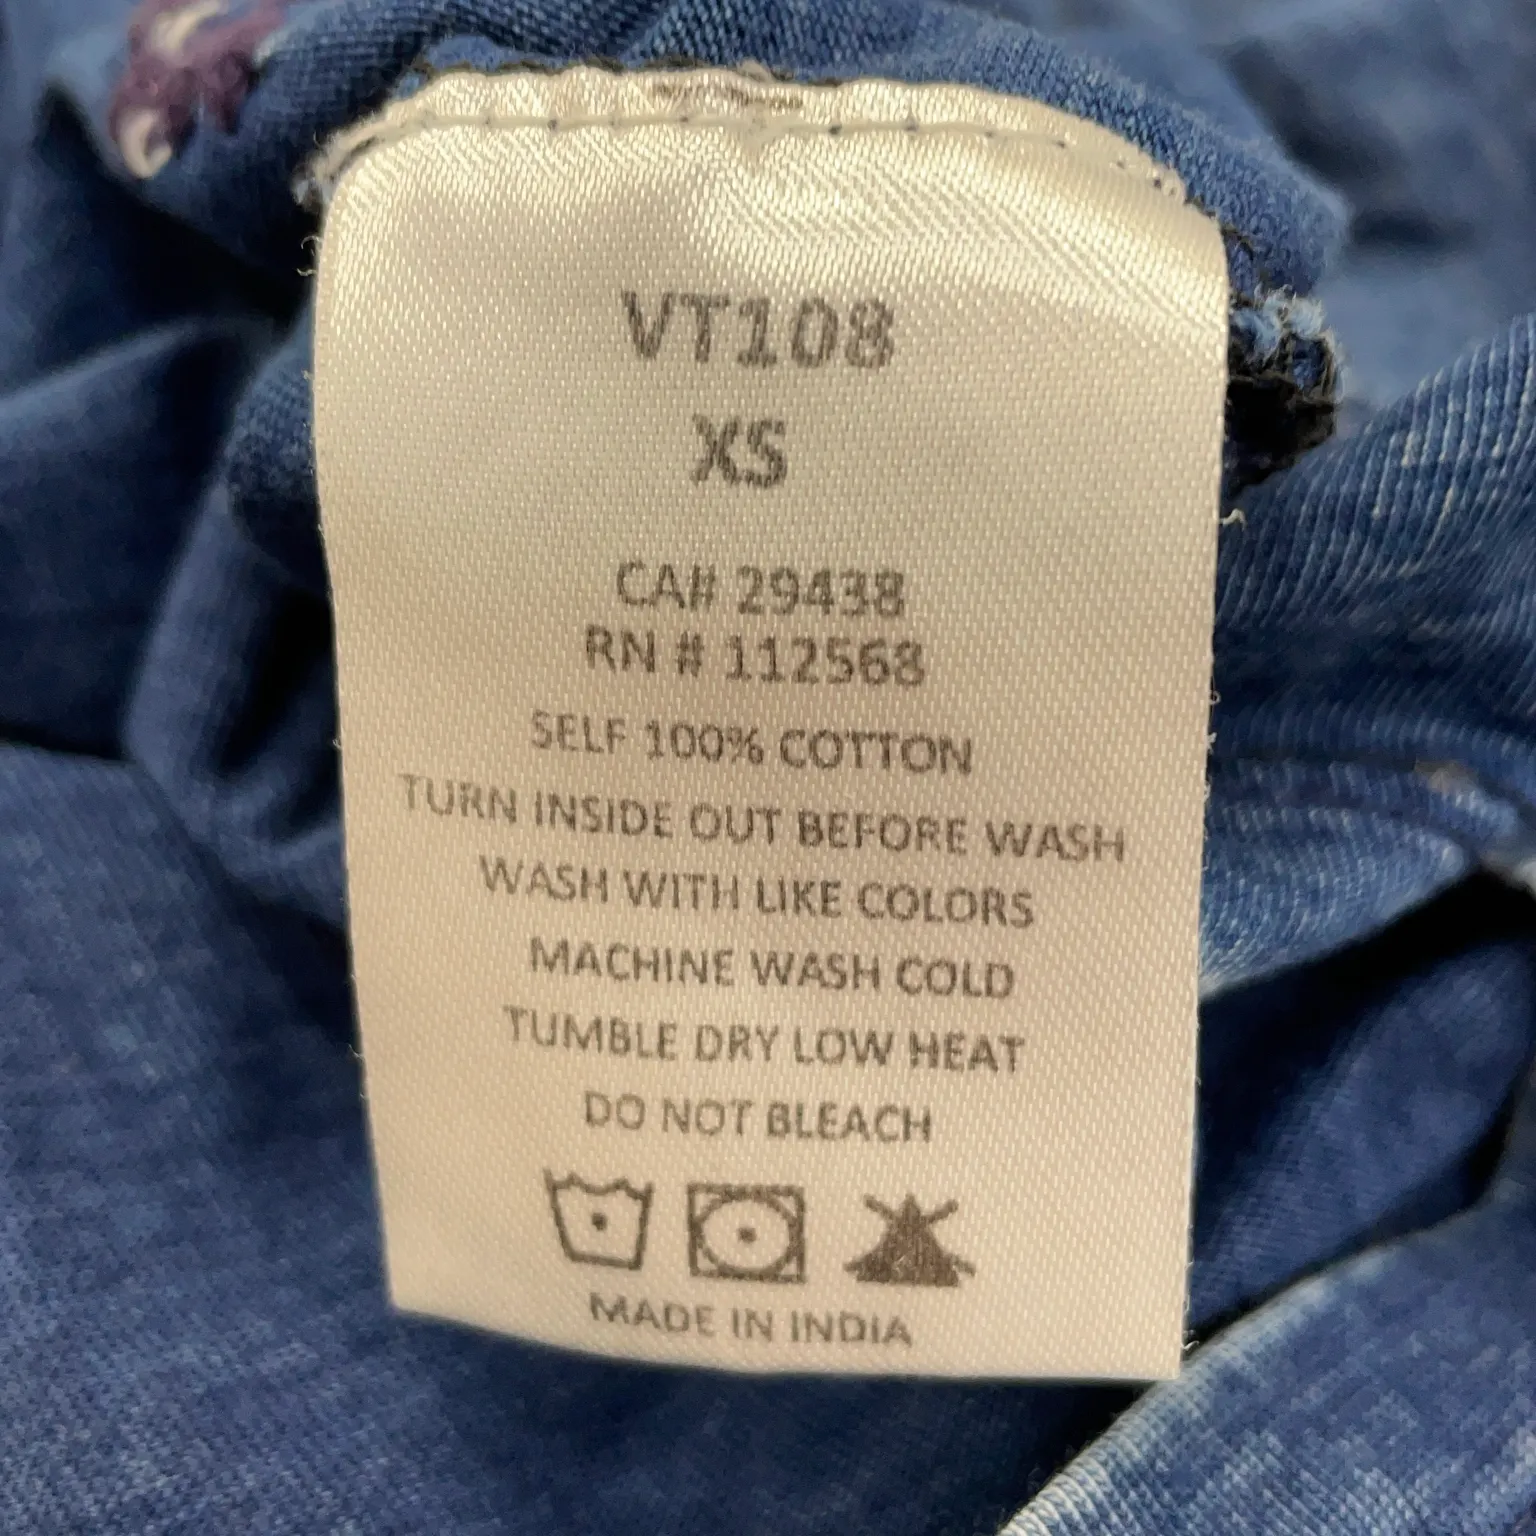 VT108
XS
CA# 29438
RN # 112568
SELF 100% COTTON
TURN INSIDE OUT BEFORE WASH
WASH WITH LIKE COLORS
MACHINE WASH COLD
TUMBLE DRY LOW HEAT
DO NOT BLEACH
MADE IN INDIA